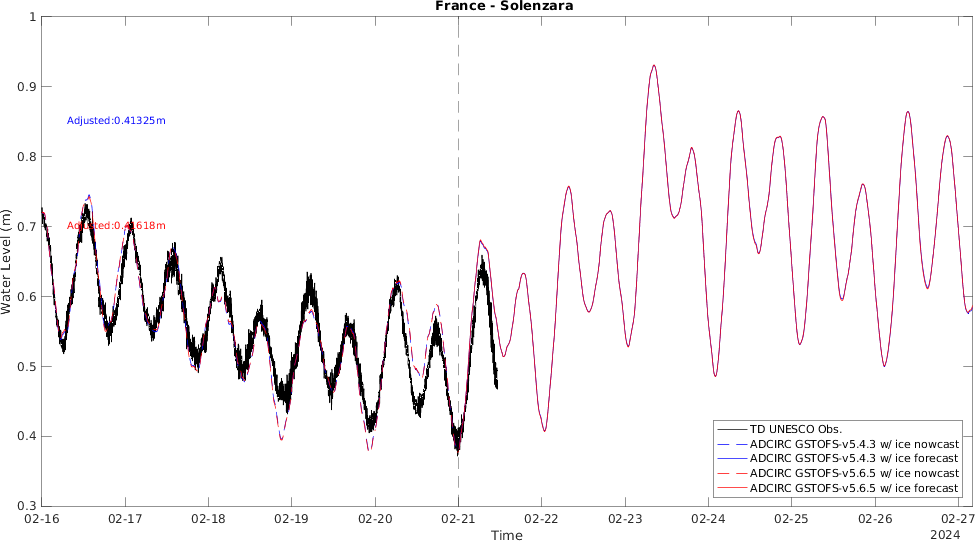 France - Solenzara
1
0.9
0.8
0.7
0.6
0.5
0.4
0.3
Water Level (m)
Adjusted:0.41325m
Adjusted:0.41618m
TD UNESCO Obs.
ADCIRC GSTOFS-v5.4.3 w/ ice nowcast
ADCIRC GSTOFS-v5.4.3 w/ ice forecast
ADCIRC GSTOFS-v5.6.5 w/ ice nowcast
ADCIRC GSTOFS-v5.6.5 w/ ice forecast
02-16 02-17 02-18 02-19 02-20 02-21 02-22 02-23 02-24 02-25 02-26 02-27
Time
2024